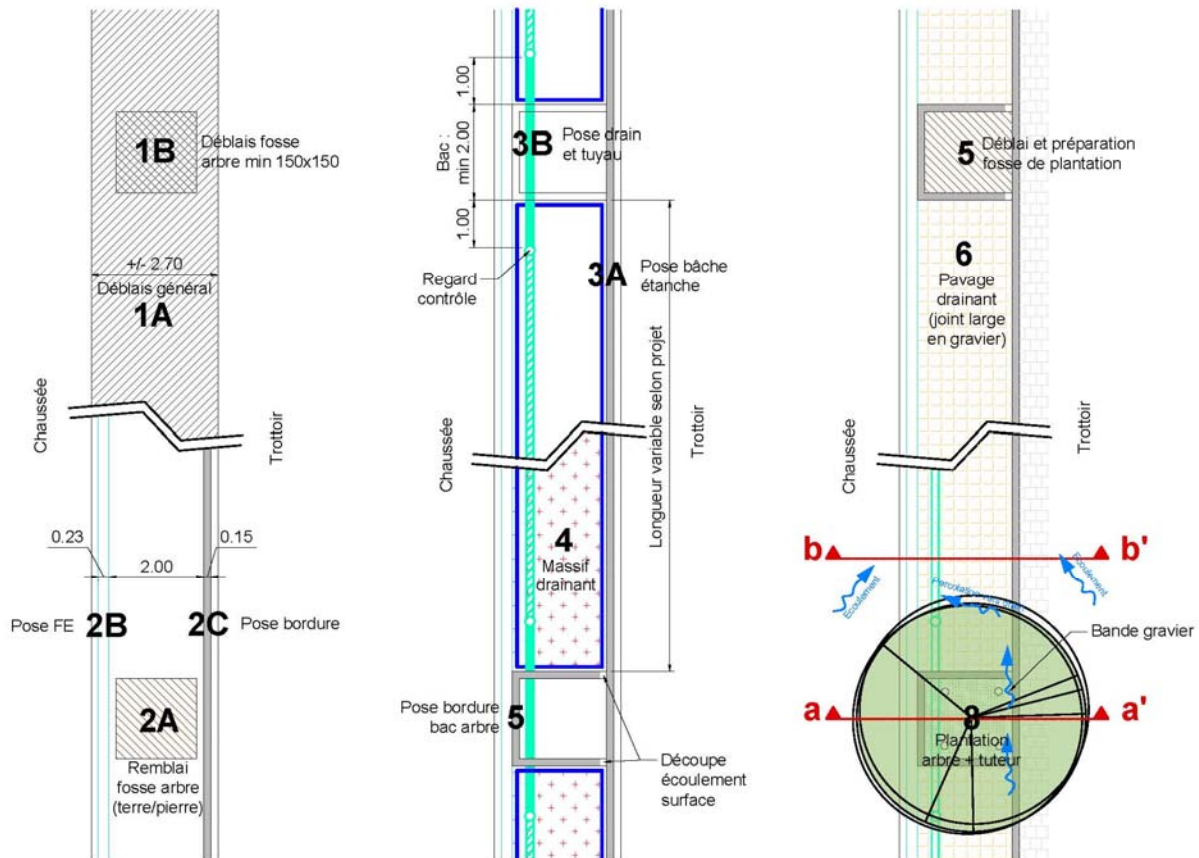 1B
Déblais fosse
arbre min 150x150
+/- 2.70
Déblais général
1A
Chaussée
Trottoir
0.23
0.15
2.00
Pose FE
2B
2C
Pose bordure
2A
Remblai
fosse arbre
(terre/pierre)
1.00
Bac :
min 2.00
3B
Pose drain
et tuyau
1.00
Regard
contrôle
3A
Pose bâche
étanche
Longueur variable selon projet
Chaussée
Trottoir
4
Massif
drainant
Pose bordure
bac arbre
5
Découpe
écoulement
surface
5
Déblai et préparation
fosse de plantation
6
Pavage
drainant
(joint large
en gravier)
Chaussée
Trottoir
b
b'
Ecoulement
Ecoulement
Percolation
Bande gravier
a
a'
8
Plantation
arbre + tuteur